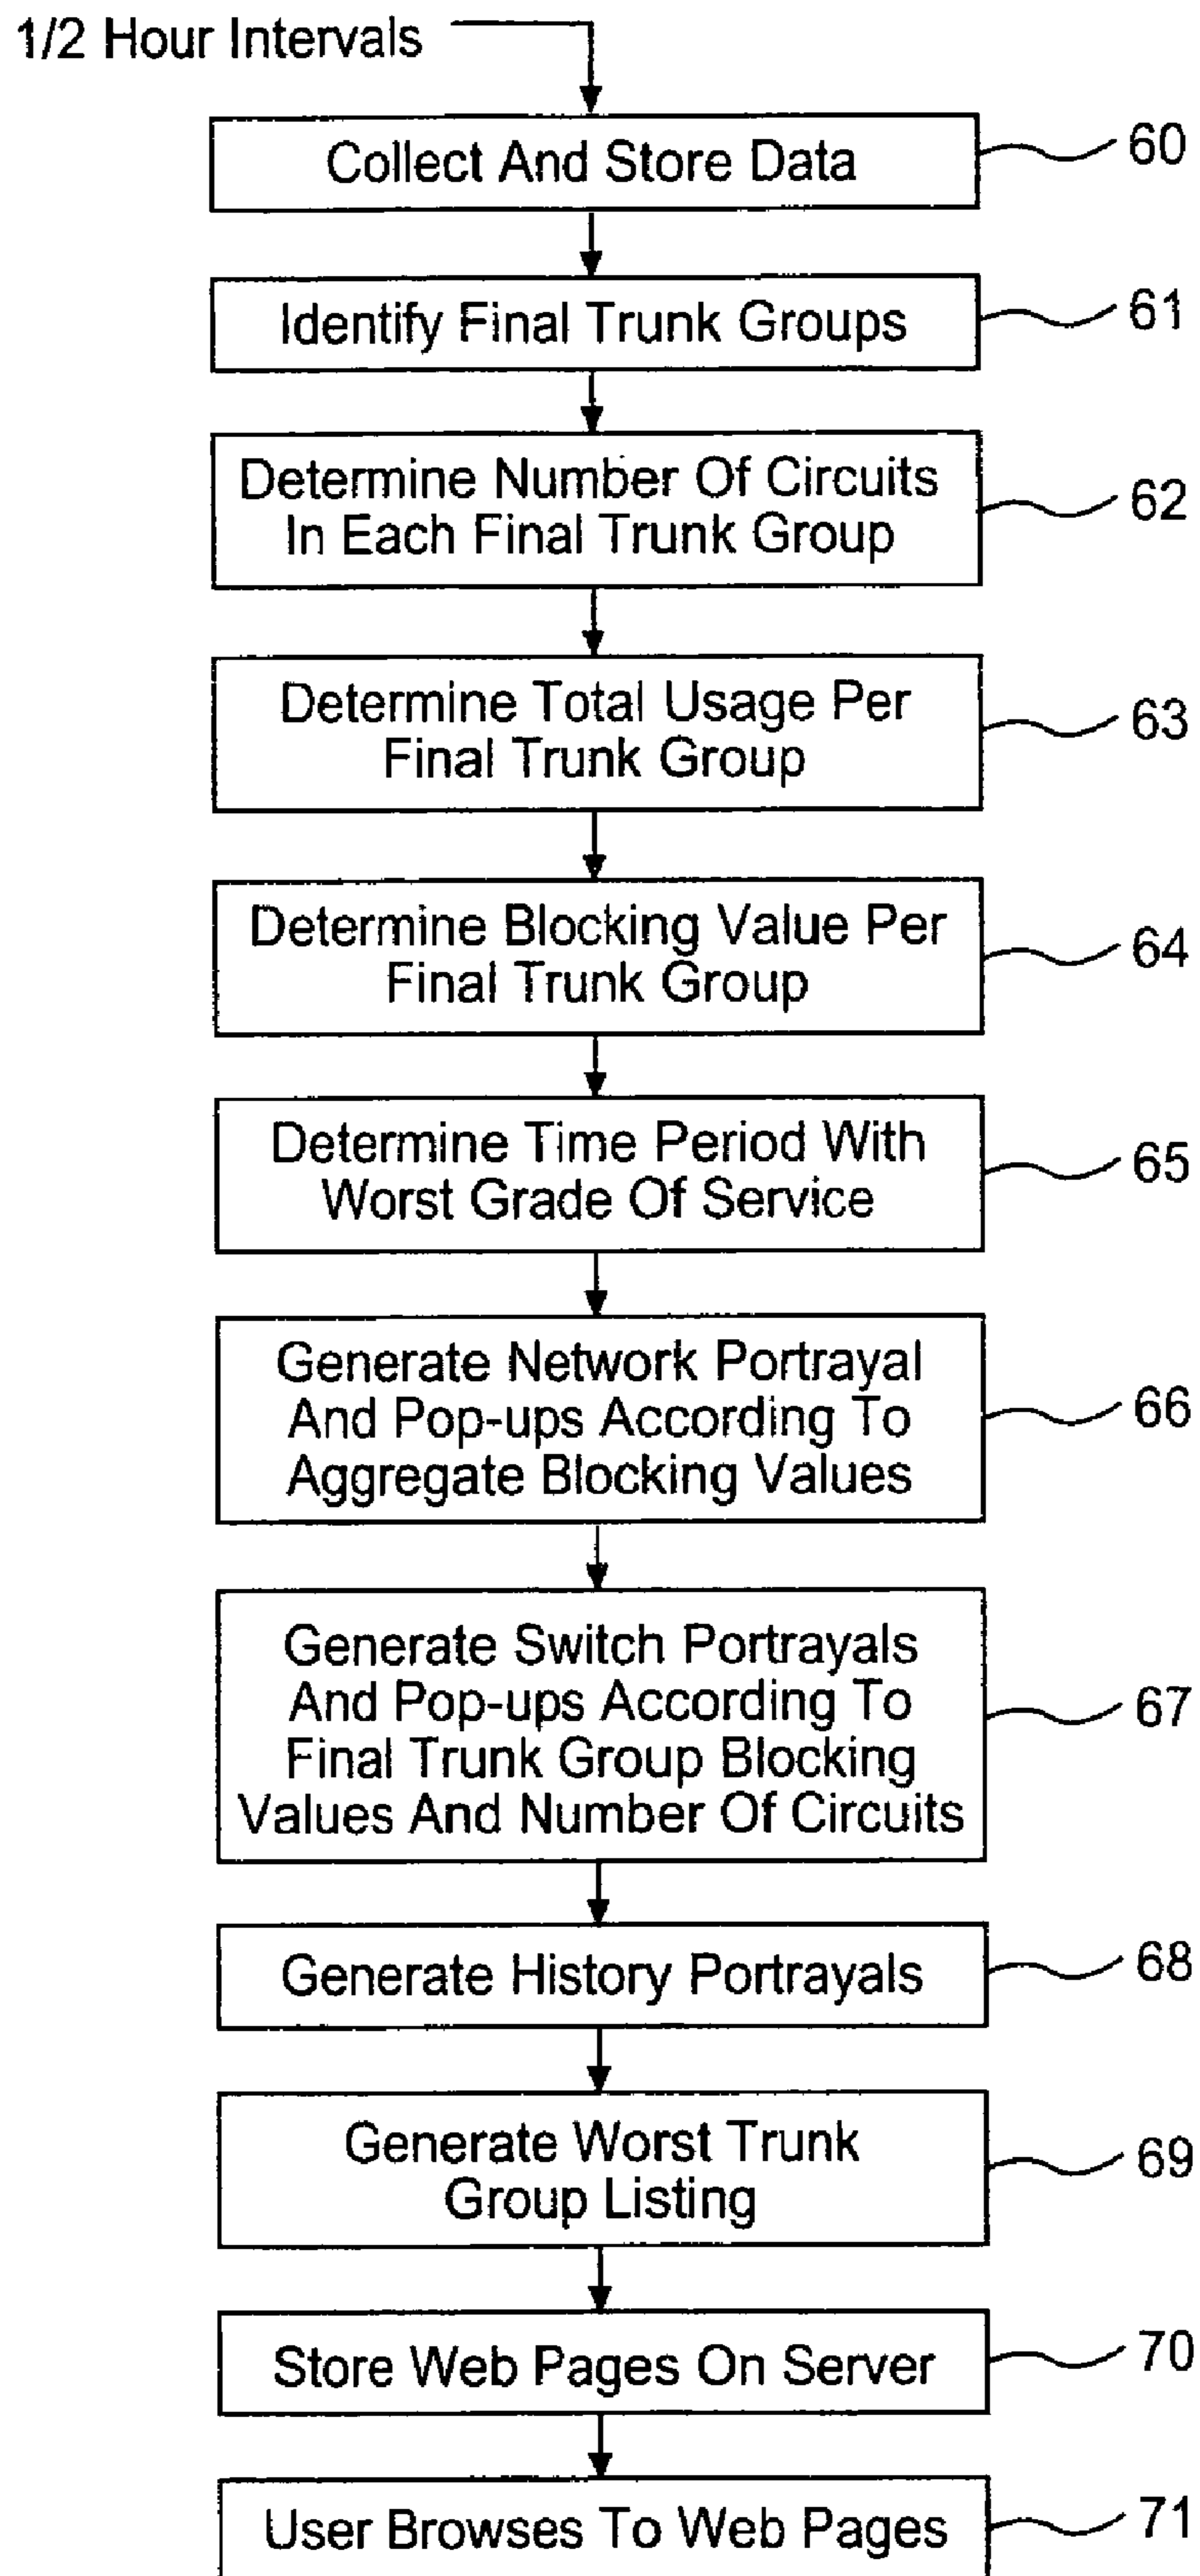 1/2 Hour Intervals
Collect And Store Data
60
Identify Final Trunk Groups
61
Determine Number Of Circuits
In Each Final Trunk Group
62
Determine Total Usage Per
Final Trunk Group
63
Determine Blocking Value Per
Final Trunk Group
64
Determine Time Period With
Worst Grade Of Service
65
Generate Network Portrayal
And Pop-ups According To
Aggregate Blocking Values
66
Generate Switch Portrayals
And Pop-ups According To
Final Trunk Group Blocking
Values And Number Of Circuits
67
Generate History Portrayals
68
Generate Worst Trunk
Group Listing
69
Store Web Pages On Server
70
User Browses To Web Pages
71